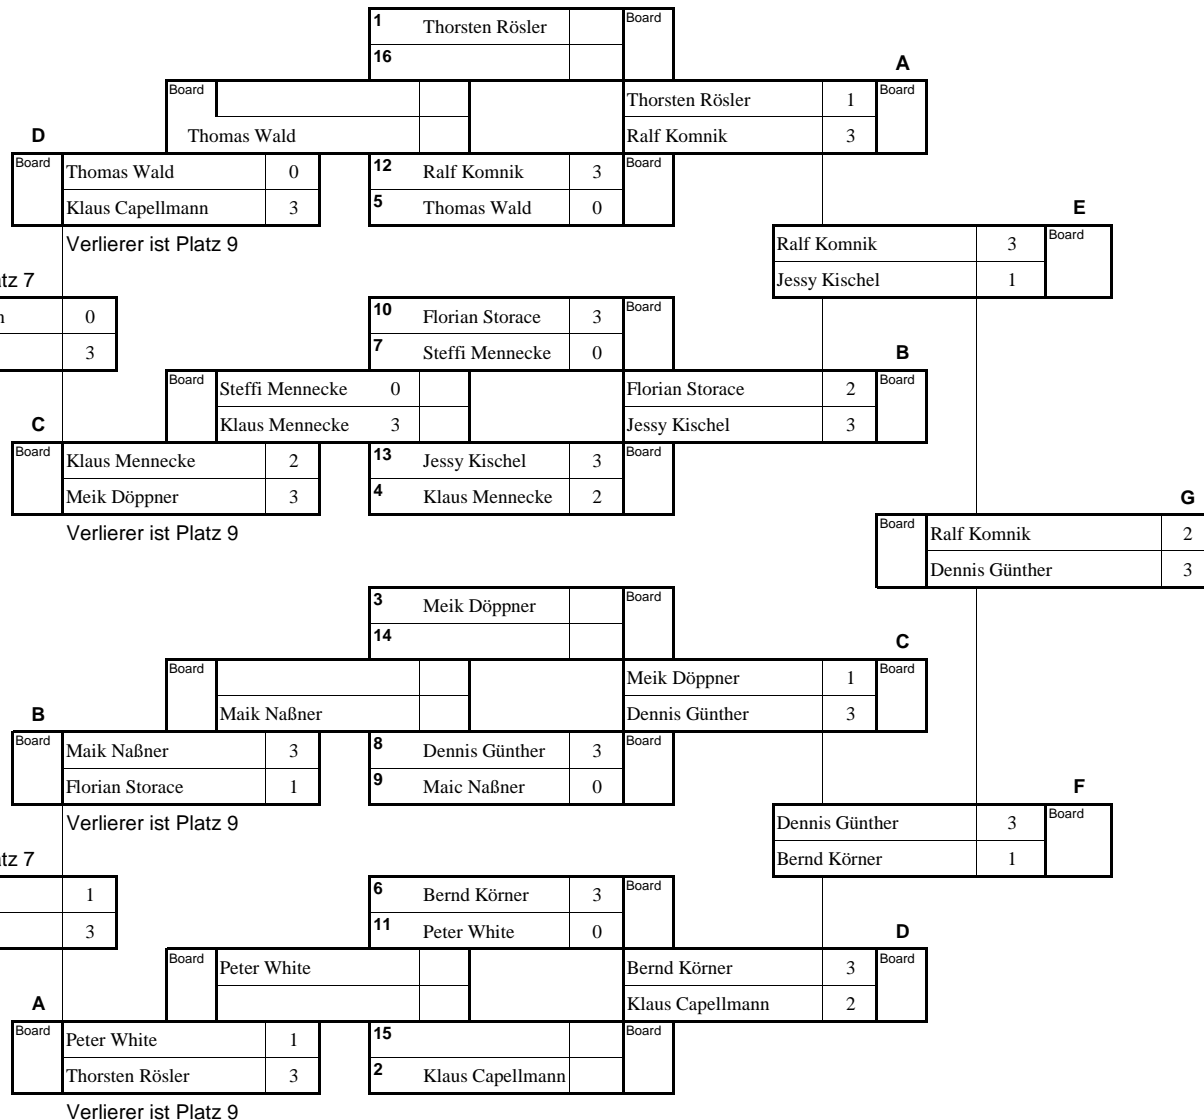 1 Thorsten Rösler Board
16
A
Board
Thorsten Rösler 1 Board
D
Thomas Wald
Ralf Komnik 3
Board Thomas Wald 0
12 Ralf Komnik 3 Board
Klaus Capellmann 3
5 Thomas Wald 0
E
Verlierer ist Platz 9
Ralf Komnik 3 Board
tz 7
Jessy Kischel 1
0
10 Florian Storace 3 Board
3
7 Steffi Mennecke 0
B
Board Steffi Mennecke 0
Florian Storace 2 Board
C
Klaus Mennecke 3
Jessy Kischel 3
Board Klaus Mennecke 2
13 Jessy Kischel 3 Board
Meik Döppner 3
4 Klaus Mennecke 2
G
Verlierer ist Platz 9
Board Ralf Komnik 2
Dennis Günther 3
3 Meik Döppner Board
14
C
Board
Meik Döppner 1 Board
B
Maik Naßner
Dennis Günther 3
Board Maik Naßner 3
8 Dennis Günther 3 Board
Florian Storace 1
9 Maic Naßner 0
F
Verlierer ist Platz 9
Dennis Günther 3 Board
tz 7
Bernd Körner 1
1
6 Bernd Körner 3 Board
3
11 Peter White 0
D
Board Peter White
Bernd Körner 3 Board
A
Klaus Capellmann 2
Board Peter White 1
15 Board
Thorsten Rösler 3
2 Klaus Capellmann
Verlierer ist Platz 9